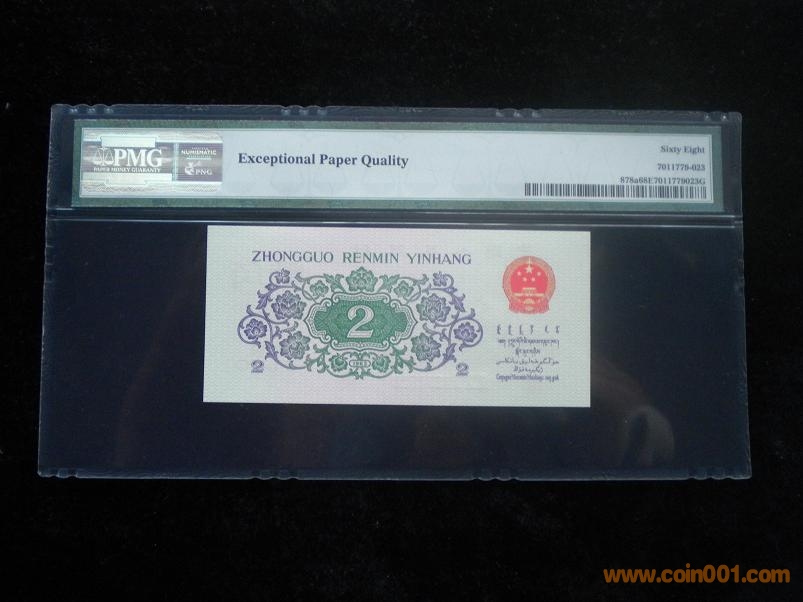 PMG
PAPER MONEY GUARANTY
NUMISMATIC
PNG
Exceptional Paper Quality
Sixty Eight
7011779-023
878a68E7011779023G
ZHONGGUO RENMIN YINHANG
2
2
2
www.coin001.com